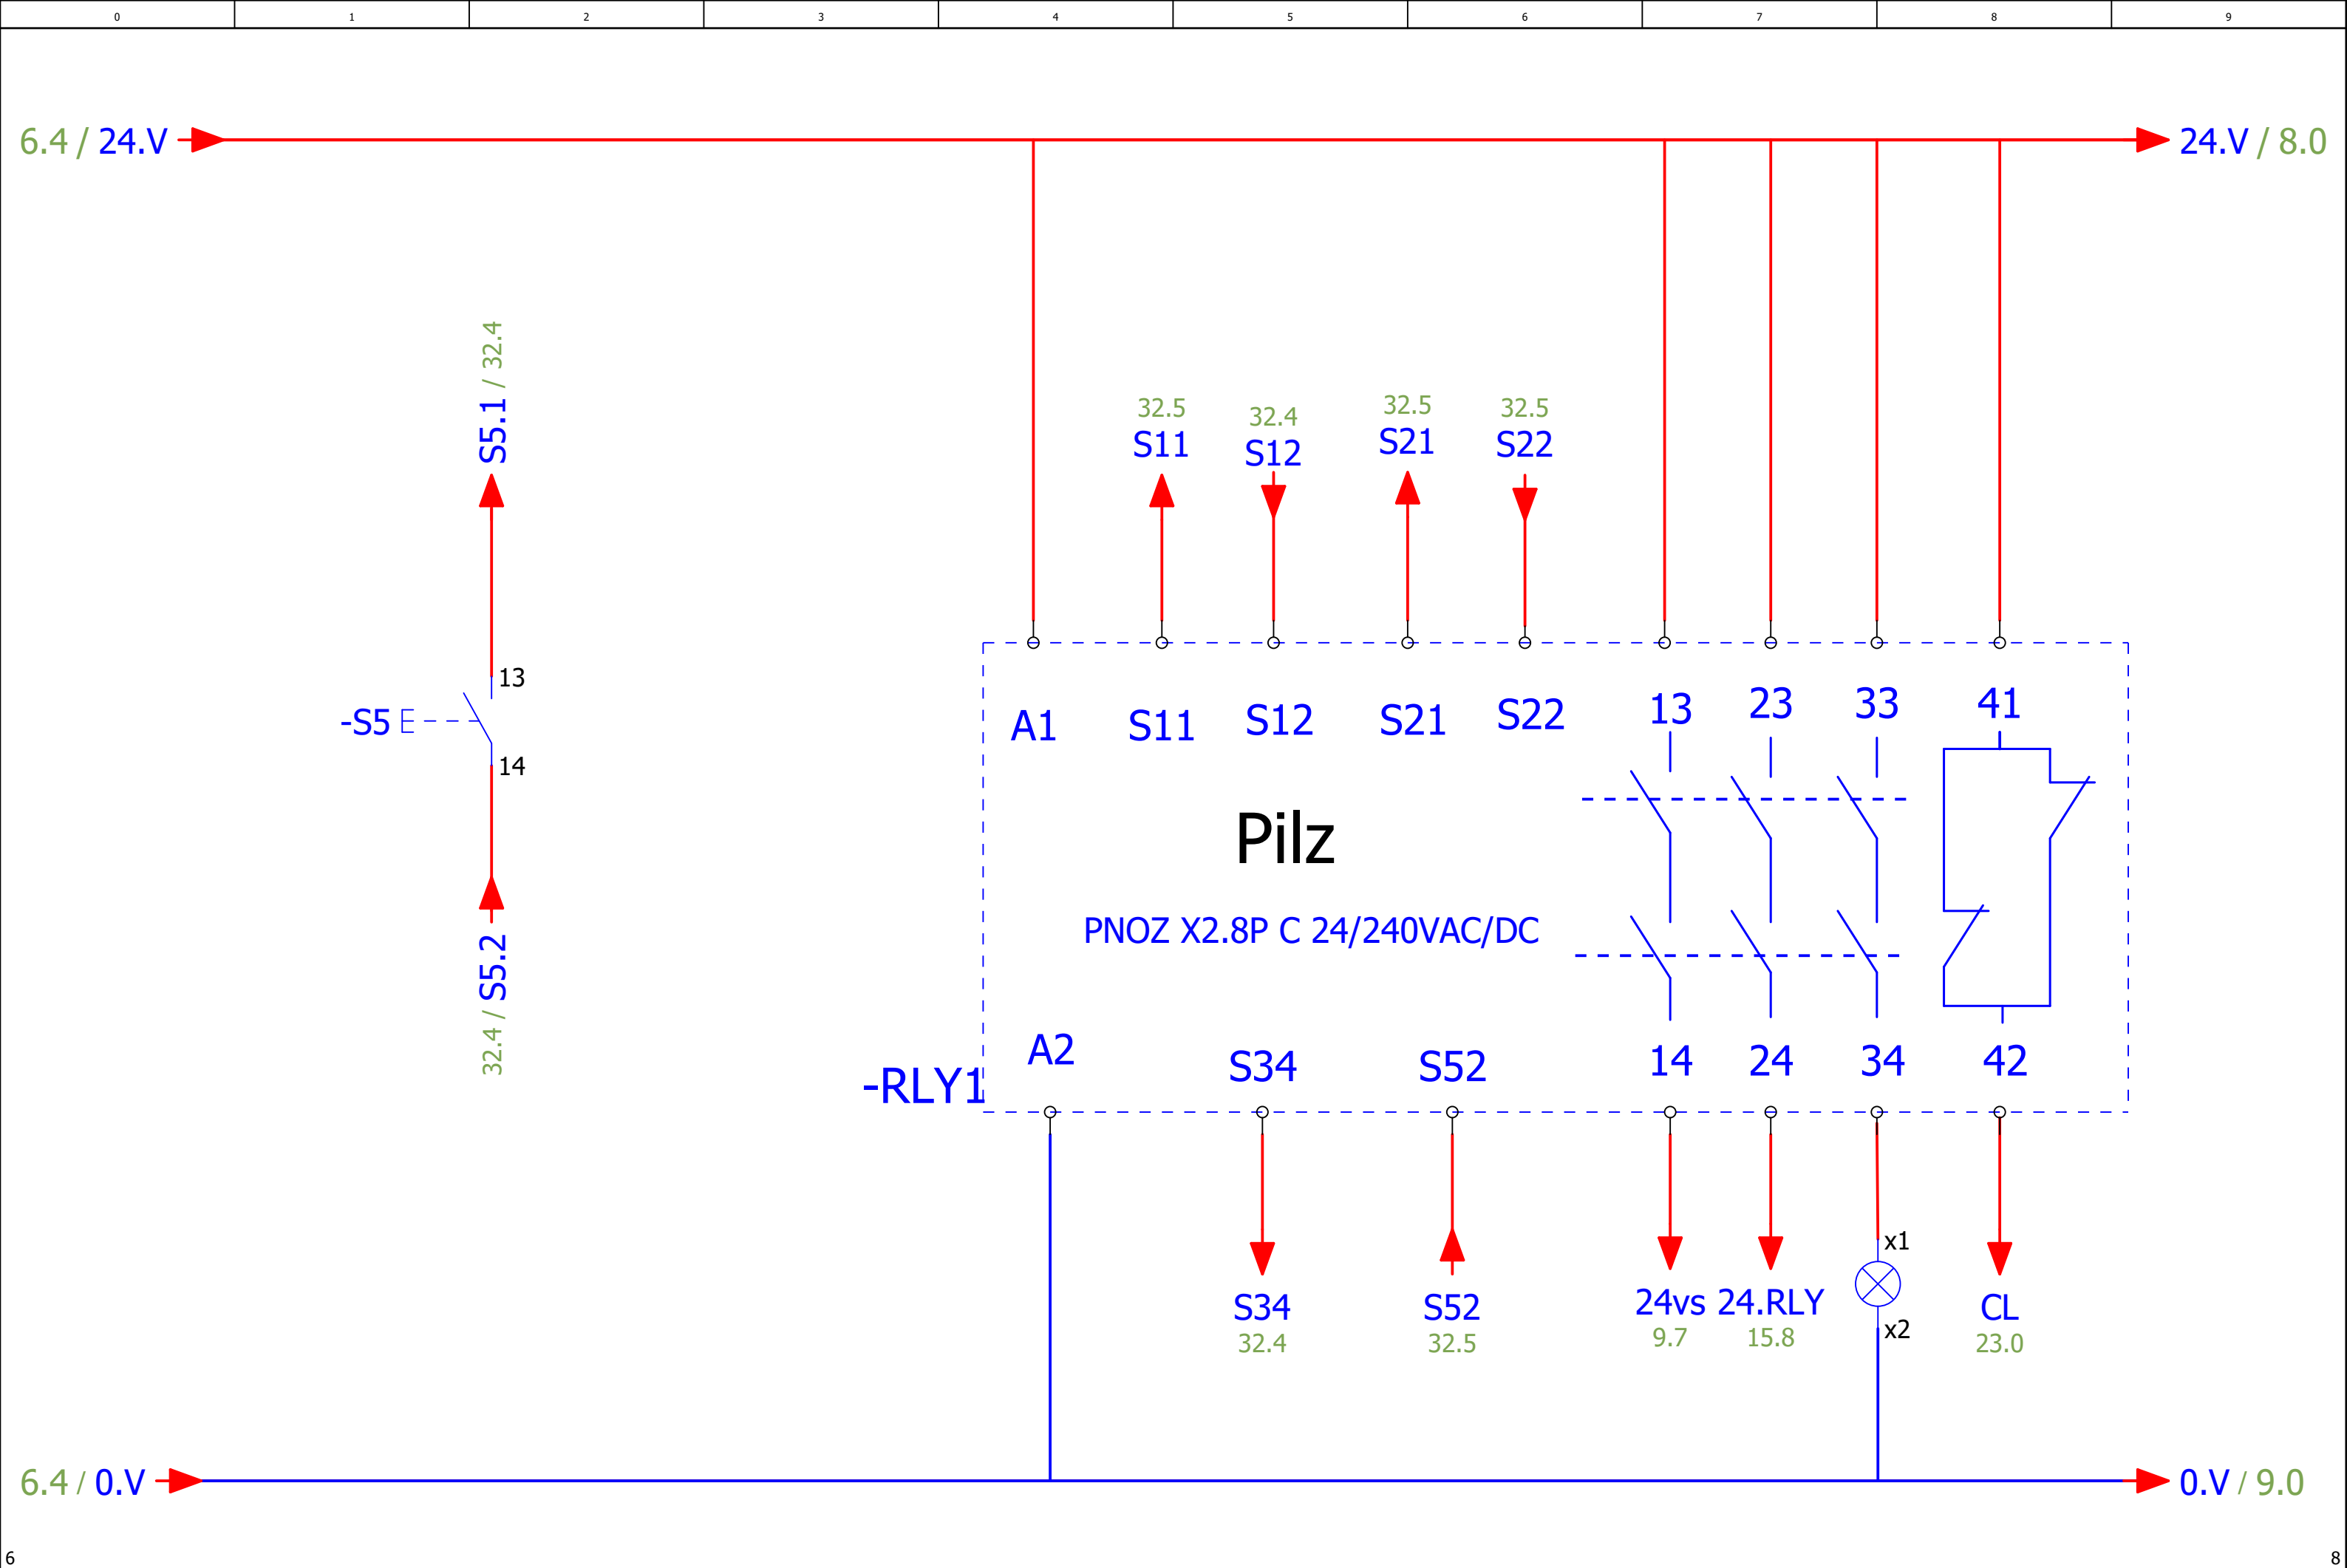 0 1 2 3 4 5 6 7 8 9
6.4 / 24.V
24.V / 8.0
S5.1 / 32.4
32.5
S11
32.4
S12
32.5
S21
32.5
S22
13
-S5
14
32.4 / S5.2
A1 S11 S12 S21 S22 13 23 33 41
Pilz
PNOZ X2.8P C 24/240VAC/DC
A2 S34 S52 14 24 34 42
-RLY1
x1
S34
32.4
S52
32.5
24vs
9.7
24.RLY
15.8
x2
CL
23.0
6.4 / 0.V
0.V / 9.0
6
8